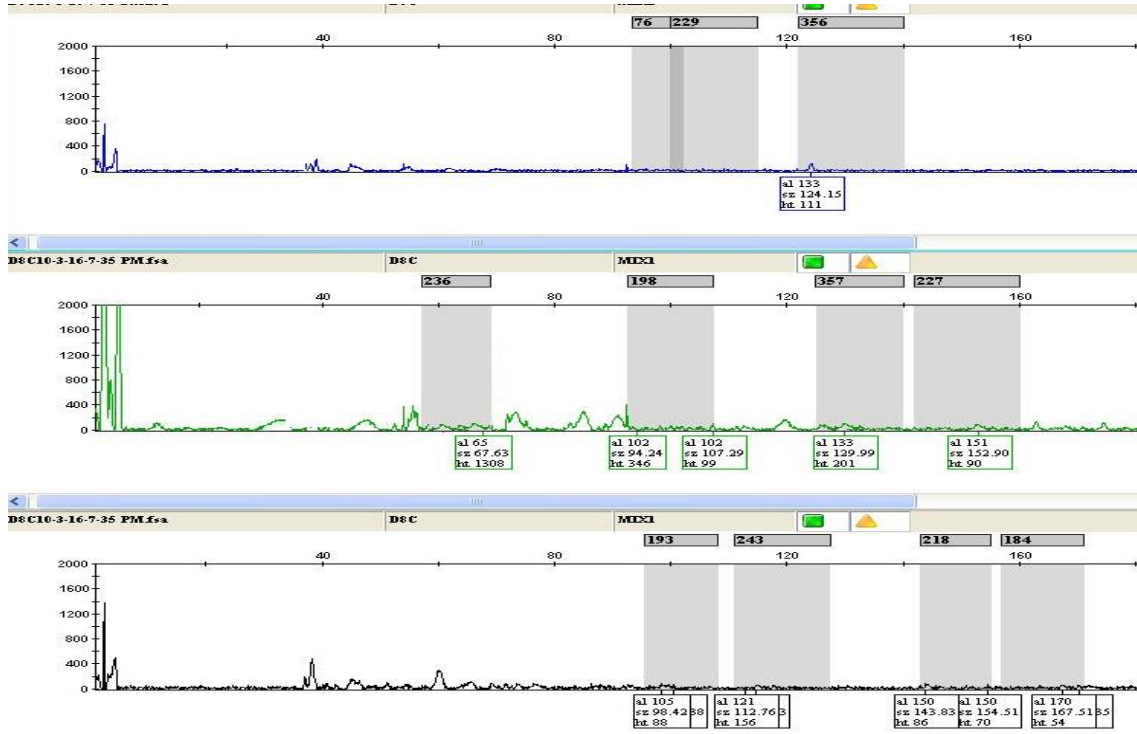 76 229 356
40 80 120 160
2000
1600
1200
800
400
0
al 133
sz 124.15
ht 111
D8C10-3-16-7-35 PM.fsa D8C MIX1
236 198 357 227
40 80 120 160
2000
1600
1200
800
400
0
al 65 al 102 al 102 al 133 al 151
sz 67.63 sz 94.24 sz 107.29 sz 129.99 sz 152.90
ht 1308 ht 346 ht 99 ht 201 ht 90
D8C10-3-16-7-35 PM.fsa D8C MIX1
193 243 218 184
40 80 120 160
2000
1600
1200
800
400
0
al 105 al 121 al 150 al 150 al 170
sz 98.42 sz 112.76 sz 143.83 sz 154.51 sz 167.51
ht 88 ht 156 ht 86 ht 70 ht 54